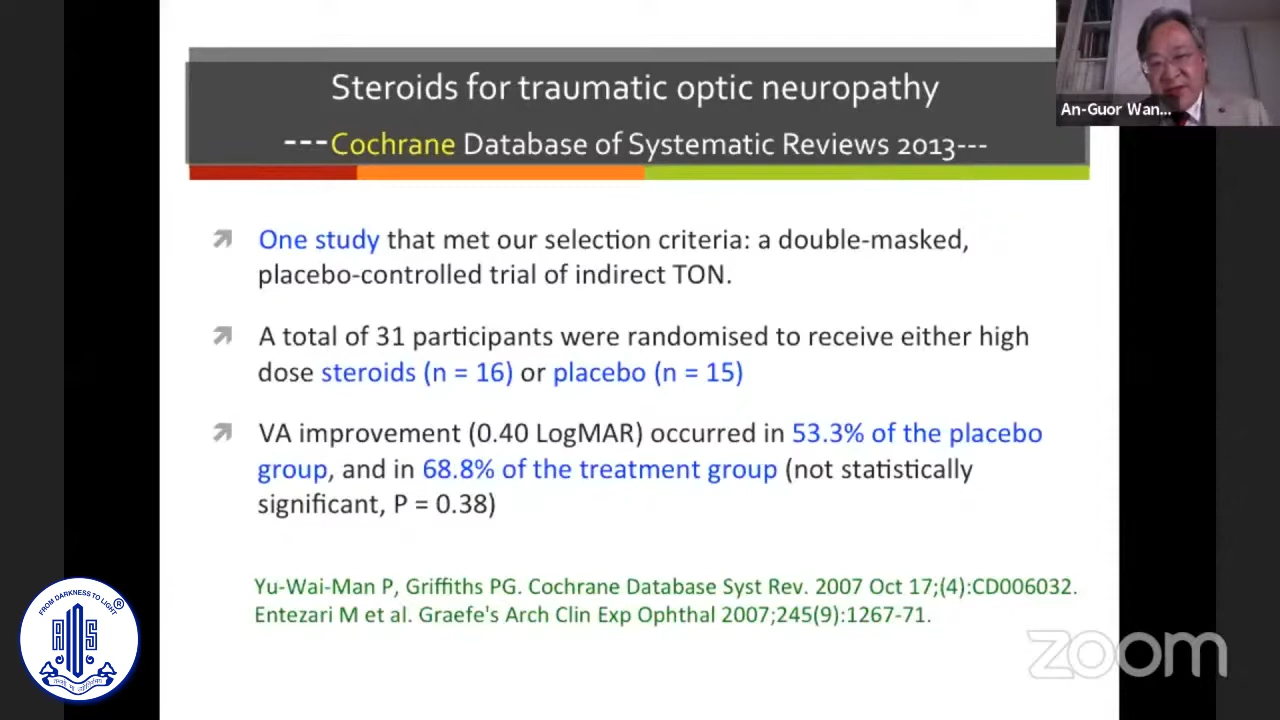 Steroids for traumatic optic neuropathy
---Cochrane Database of Systematic Reviews 2013---
An-Guor Wan...
One study that met our selection criteria: a double-masked,
placebo-controlled trial of indirect TON.
A total of 31 participants were randomised to receive either high
dose steroids (n = 16) or placebo (n = 15)
VA improvement (0.40 LogMAR) occurred in 53.3% of the placebo
group, and in 68.8% of the treatment group (not statistically
significant, P = 0.38)
Yu-Wai-Man P, Griffiths PG. Cochrane Database Syst Rev. 2007 Oct 17;(4):CD006032.
Entezari M et al. Graefe's Arch Clin Exp Ophthal 2007;245(9):1267-71.
FROM DARKNESS TO LIGHT ®
zoom